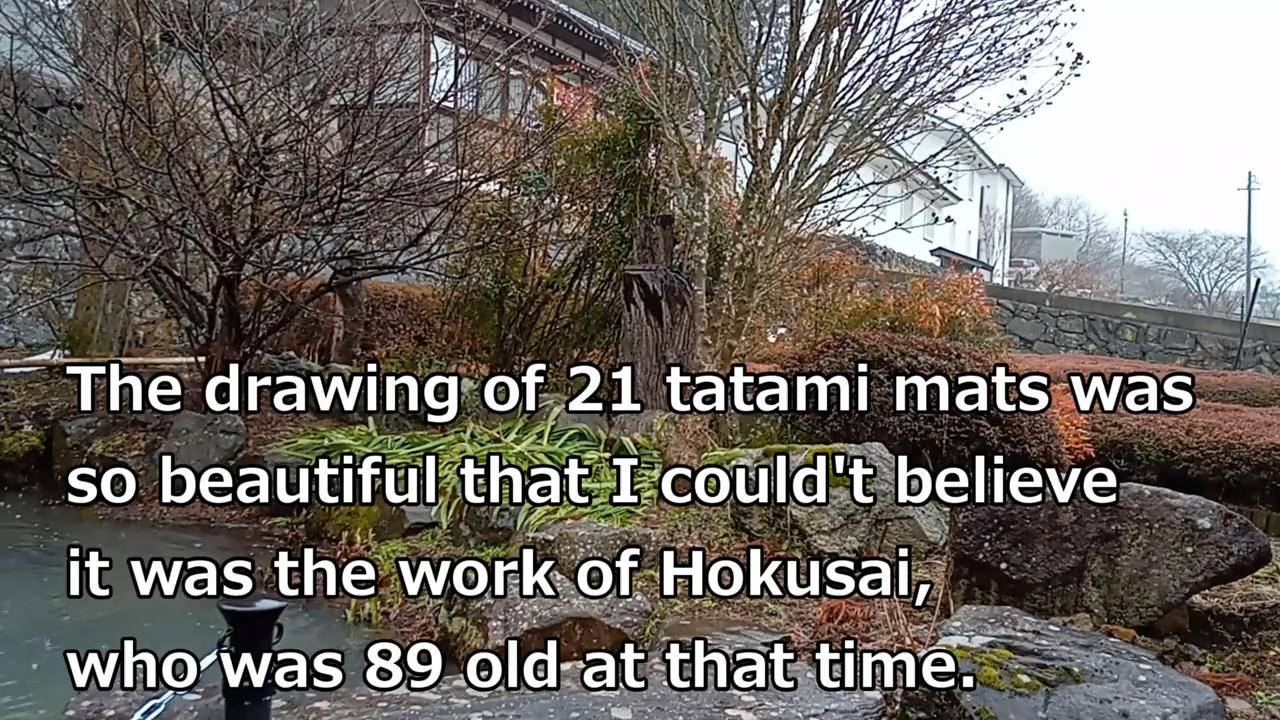 The drawing of 21 tatami mats was
so beautiful that I could't believe
it was the work of Hokusai,
who was 89 old at that time.